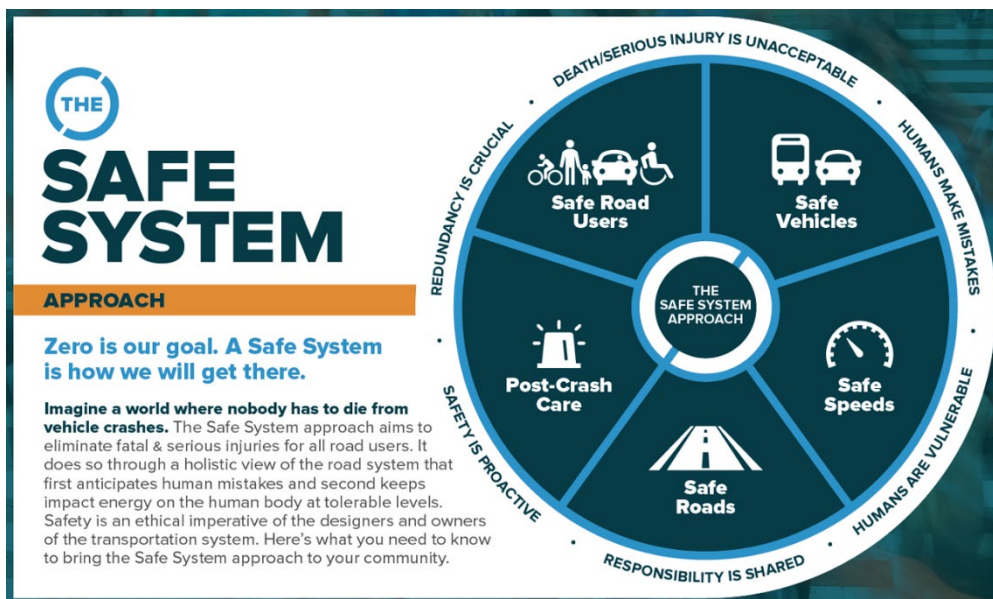 THE
SAFE
SYSTEM
APPROACH
Zero is our goal. A Safe System
is how we will get there.
Imagine a world where nobody has to die from
vehicle crashes. The Safe System approach aims to
eliminate fatal & serious injuries for all road users. It
does so through a holistic view of the road system that
first anticipates human mistakes and second keeps
impact energy on the human body at tolerable levels.
Safety is an ethical imperative of the designers and owners
of the transportation system. Here's what you need to know
to bring the Safe System approach to your community.
DEATH/SERIOUS INJURY IS UNACCEPTABLE
HUMANS MAKE MISTAKES
HUMANS ARE VULNERABLE
RESPONSIBILITY IS SHARED
SAFETY IS PROACTIVE
REDUNDANCY IS CRUCIAL
Safe Road
Users
Safe
Vehicles
Safe
Speeds
Safe
Roads
Post-Crash
Care
THE
SAFE SYSTEM
APPROACH